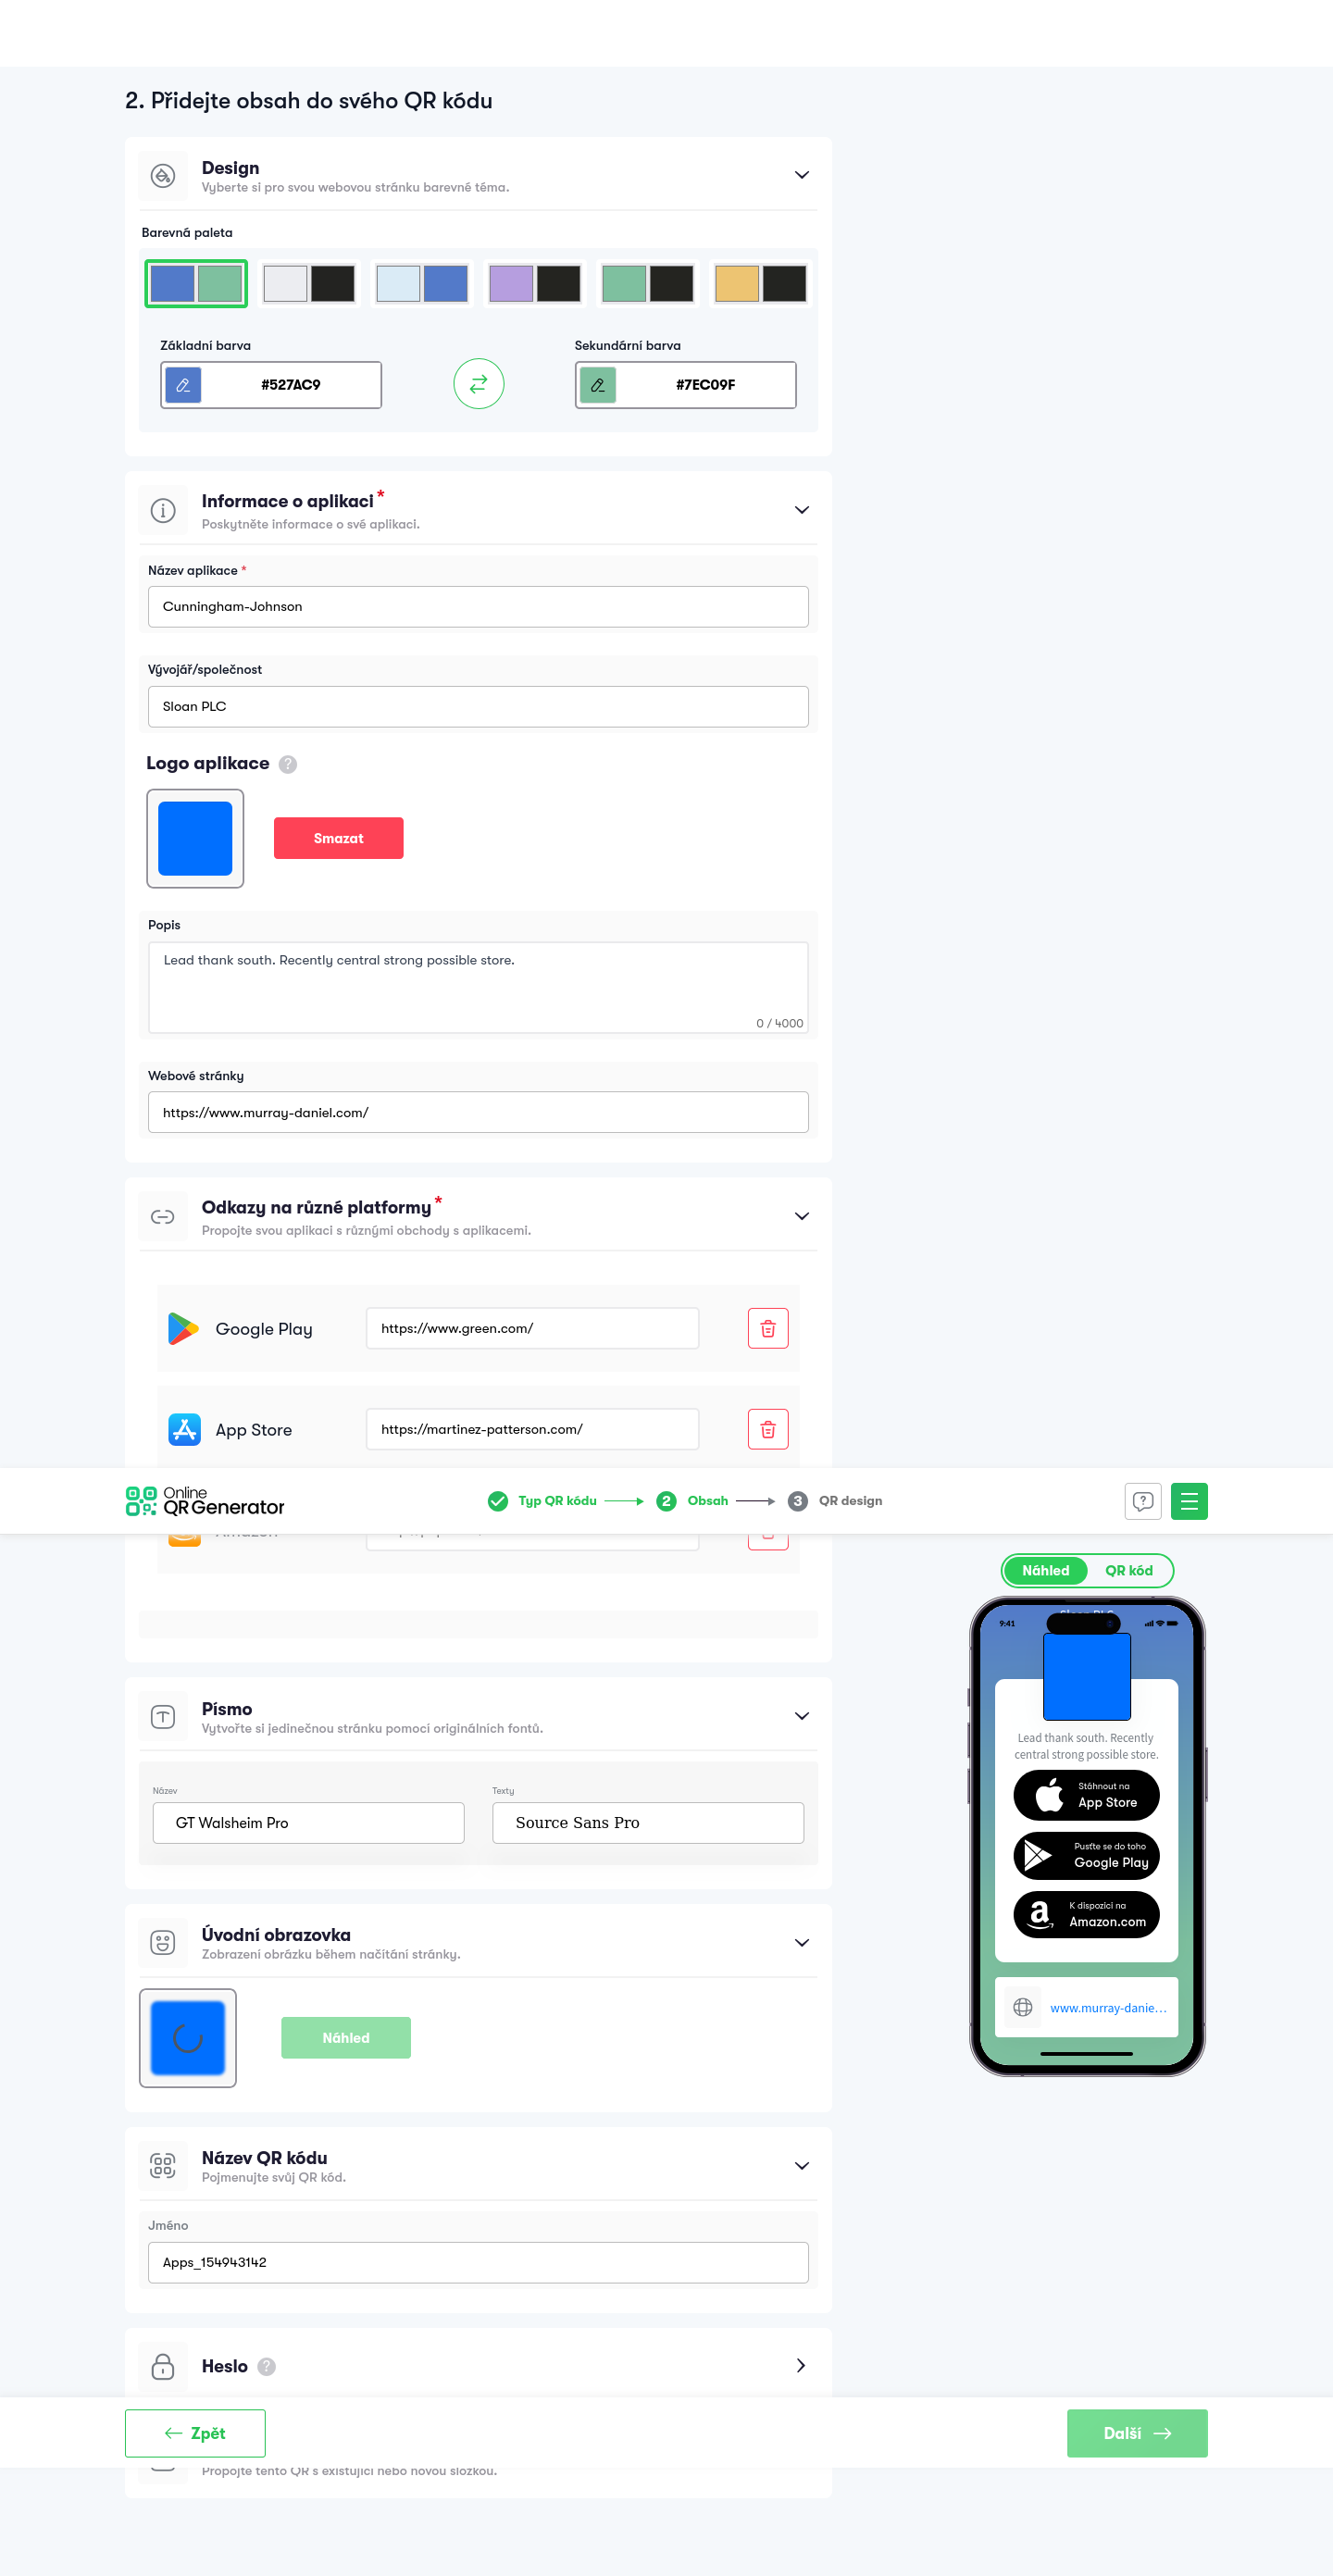 2. Přidejte obsah do svého QR kódu
Design
Vyberte si pro svou webovou stránku barevné téma.
Barevná paleta
Základní barva
Sekundární barva
#527AC9
#7EC09F
Informace o aplikaci *
Poskytněte informace o své aplikaci.
Název aplikace *
Cunningham-Johnson
Vývojář/společnost
Sloan PLC
Logo aplikace ?
Smazat
Popis
Lead thank south. Recently central strong possible store.
0 / 4000
Webové stránky
https://www.murray-daniel.com/
Odkazy na různé platformy *
Propojte svou aplikaci s různými obchody s aplikacemi.
Google Play
https://www.green.com/
App Store
https://martinez-patterson.com/
Online
QR Generator
Typ QR kódu
2 Obsah
3 QR design
Amazon
Náhled
QR kód
9:41
Sloan PLC
Lead thank south. Recently
central strong possible store.
Stáhnout na
App Store
Pusťte se do toho
Google Play
K dispozici na
Amazon.com
www.murray-danie...
Písmo
Vytvořte si jedinečnou stránku pomocí originálních fontů.
Název
Texty
GT Walsheim Pro
Source Sans Pro
Úvodní obrazovka
Zobrazení obrázku během načítání stránky.
Náhled
Název QR kódu
Pojmenujte svůj QR kód.
Jméno
Apps_154943142
Heslo ?
Zpět
Další
Propojte tento QR s existující nebo novou složkou.